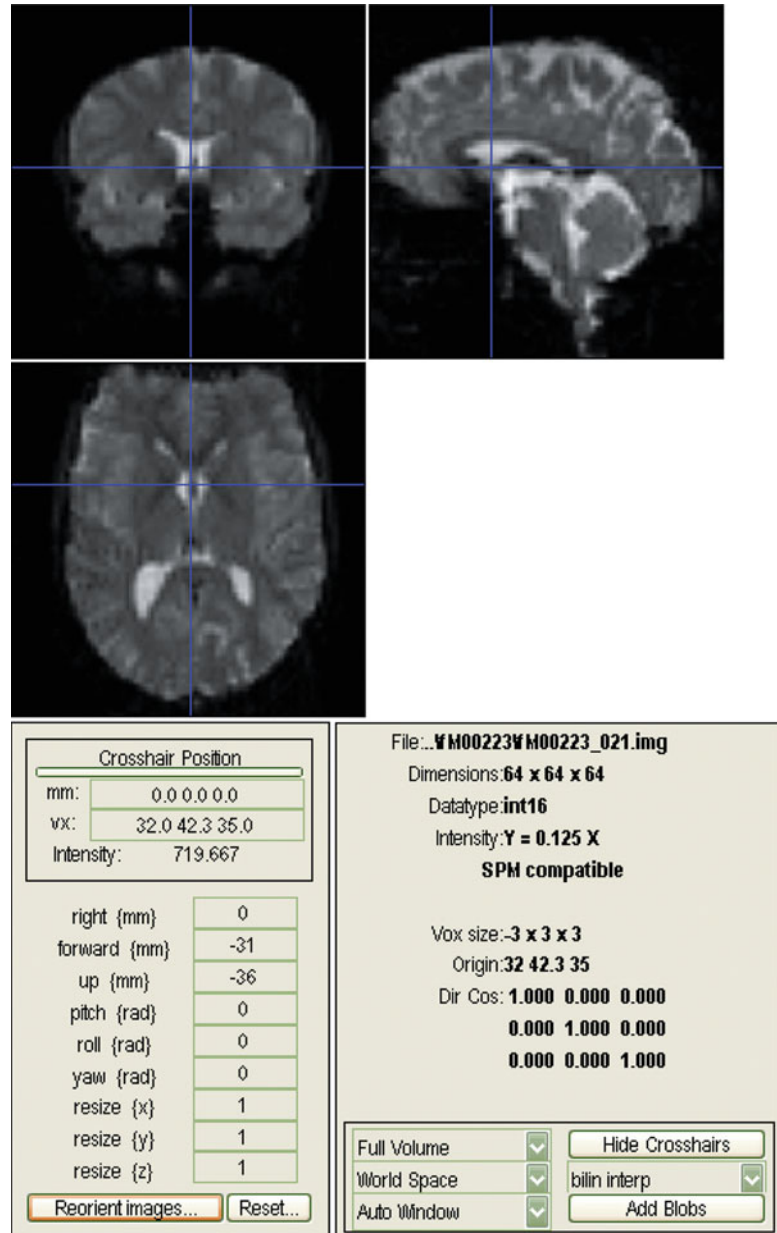 Crosshair Position
mm: 0.0 0.0 0.0
vx: 32.0 42.3 35.0
Intensity: 719.667
right {mm} 0
forward {mm} -31
up {mm} -36
pitch {rad} 0
roll {rad} 0
yaw {rad} 0
resize {x} 1
resize {y} 1
resize {z} 1
Reorient images... Reset...
File:..¥M00223¥M00223_021.img
Dimensions:64 x 64 x 64
Datatype:int16
Intensity:Y = 0.125 X
SPM compatible
Vox size:-3 x 3 x 3
Origin:32 42.3 35
Dir Cos: 1.000 0.000 0.000
0.000 1.000 0.000
0.000 0.000 1.000
Full Volume Hide Crosshairs
World Space bilin interp
Auto Window Add Blobs